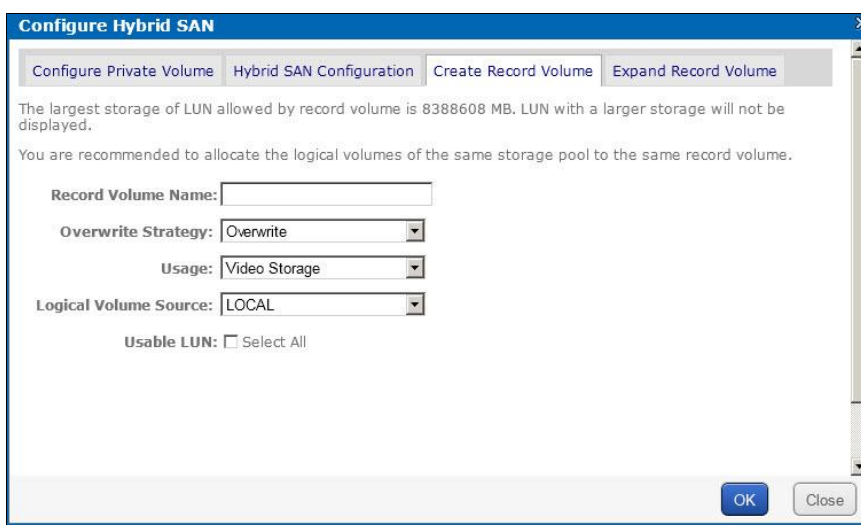 Configure Hybrid SAN
Configure Private Volume Hybrid SAN Configuration Create Record Volume Expand Record Volume
The largest storage of LUN allowed by record volume is 8388608 MB. LUN with a larger storage will not be
displayed.
You are recommended to allocate the logical volumes of the same storage pool to the same record volume.
Record Volume Name:
Overwrite Strategy: Overwrite
Usage: Video Storage
Logical Volume Source: LOCAL
Usable LUN: Select All
OK Close